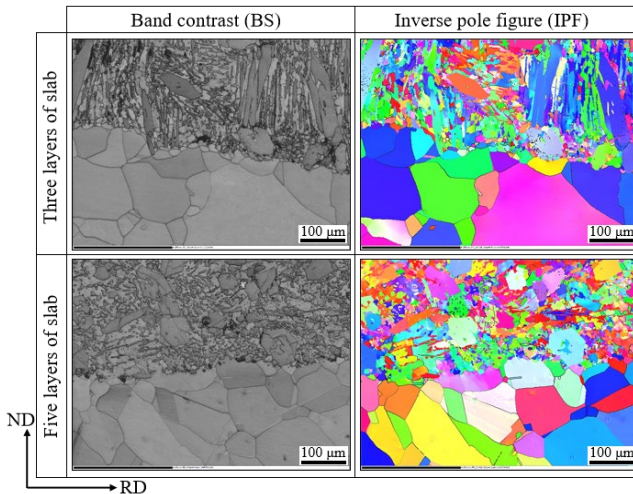 Band contrast (BS)
Inverse pole figure (IPF)
Three layers of slab
100 µm
100 µm
Five layers of slab
100 µm
100 µm
ND
RD